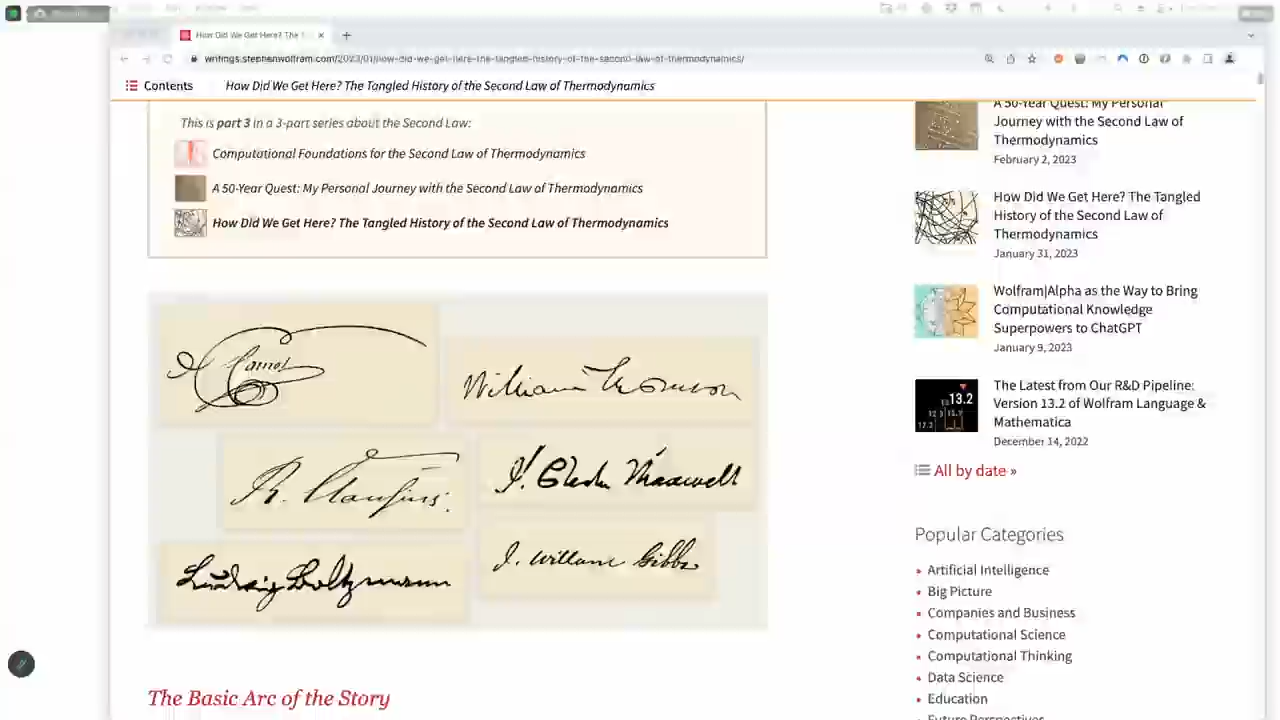 How Did We Get Here? The T
writings.stephenwolfram.com/2023/01/how-did-we-get-here-the-tangled-history-of-the-second-law-of-thermodynamics/
Contents
How Did We Get Here? The Tangled History of the Second Law of Thermodynamics
This is part 3 in a 3-part series about the Second Law:
Computational Foundations for the Second Law of Thermodynamics
A 50-Year Quest: My Personal Journey with the Second Law of Thermodynamics
How Did We Get Here? The Tangled History of the Second Law of Thermodynamics
Carnot
William Thomson
R. Clausius.
J. Clerk Maxwell
Ludwig Boltzmann
J. Willard Gibbs
The Basic Arc of the Story
A 50-Year Quest: My Personal
Journey with the Second Law of
Thermodynamics
February 2, 2023
How Did We Get Here? The Tangled
History of the Second Law of
Thermodynamics
January 31, 2023
Wolfram|Alpha as the Way to Bring
Computational Knowledge
Superpowers to ChatGPT
January 9, 2023
13.2
The Latest from Our R&D Pipeline:
Version 13.2 of Wolfram Language &
Mathematica
December 14, 2022
All by date »
Popular Categories
Artificial Intelligence
Big Picture
Companies and Business
Computational Science
Computational Thinking
Data Science
Education
Future Perspectives